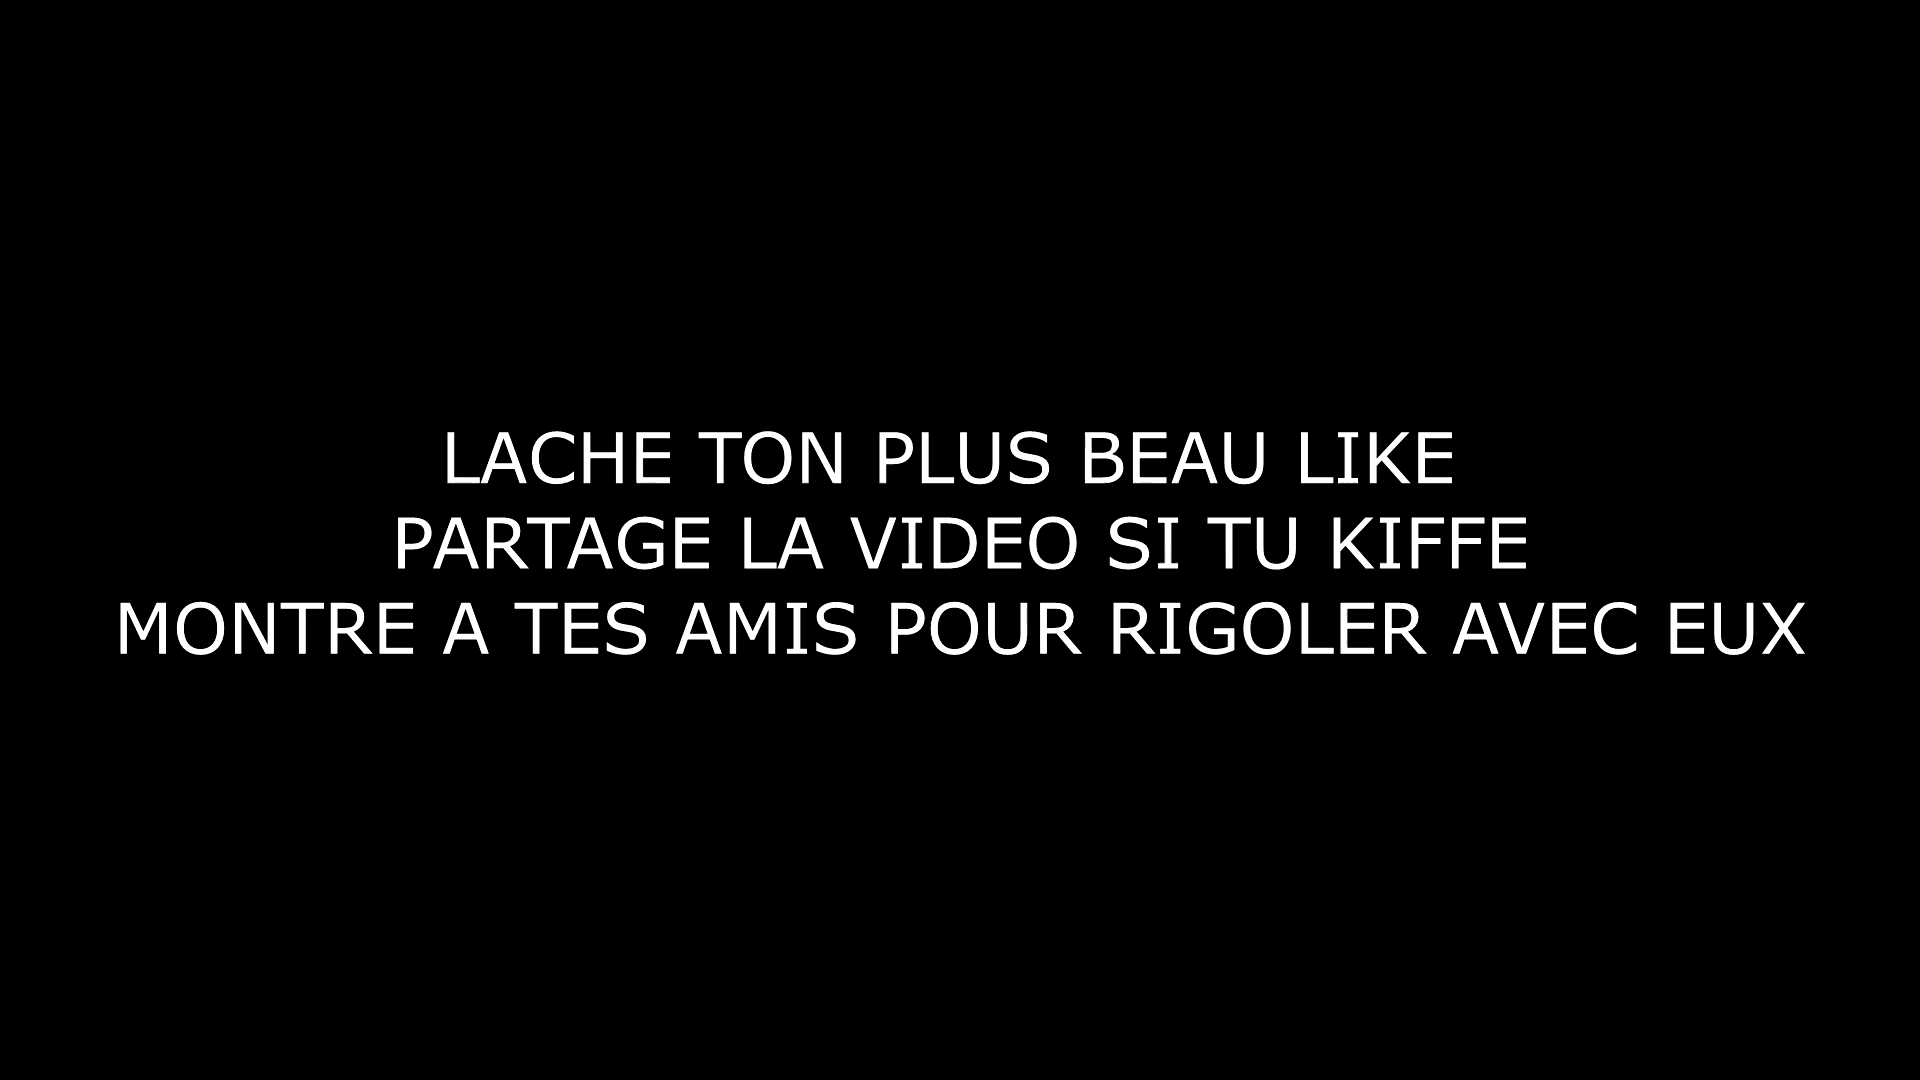 LACHE TON PLUS BEAU LIKE
PARTAGE LA VIDEO SI TU KIFFE
MONTRE A TES AMIS POUR RIGOLER AVEC EUX